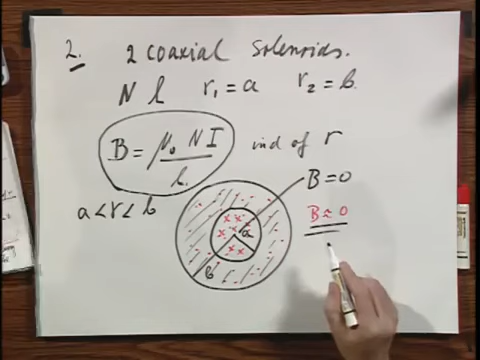 2. 2 coaxial Solenoids.
N l r₁ = a r₂ = b.
B = μ₀ N I / l. ind of r
B = 0
a < r < b
B ≈ 0
a
b